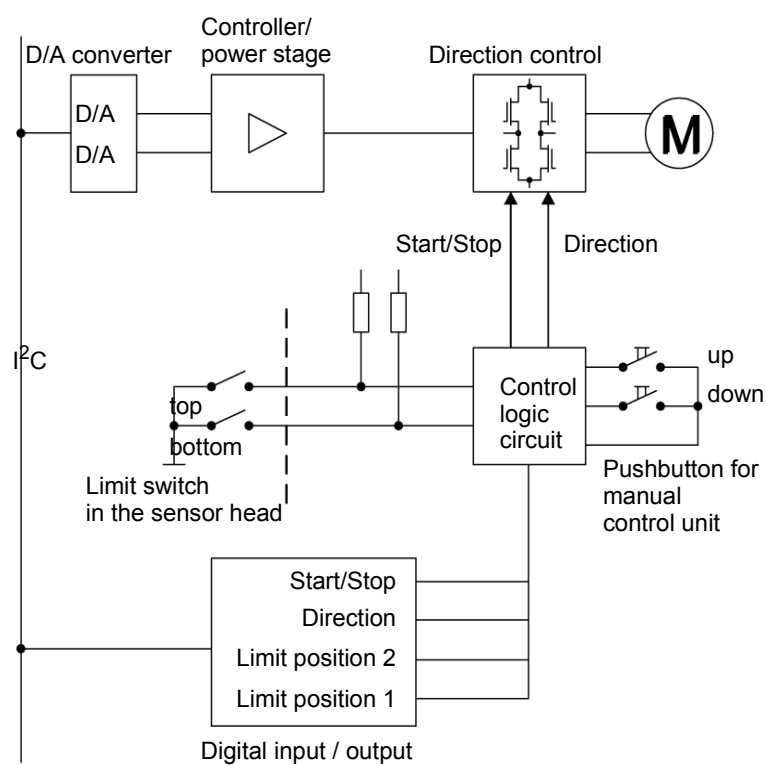 Controller/
power stage
D/A converter
Direction control
D/A
D/A
M
Start/Stop
Direction
I²C
up
down
top
bottom
Control
logic
circuit
Limit switch
in the sensor head
Pushbutton for
manual
control unit
Start/Stop
Direction
Limit position 2
Limit position 1
Digital input / output